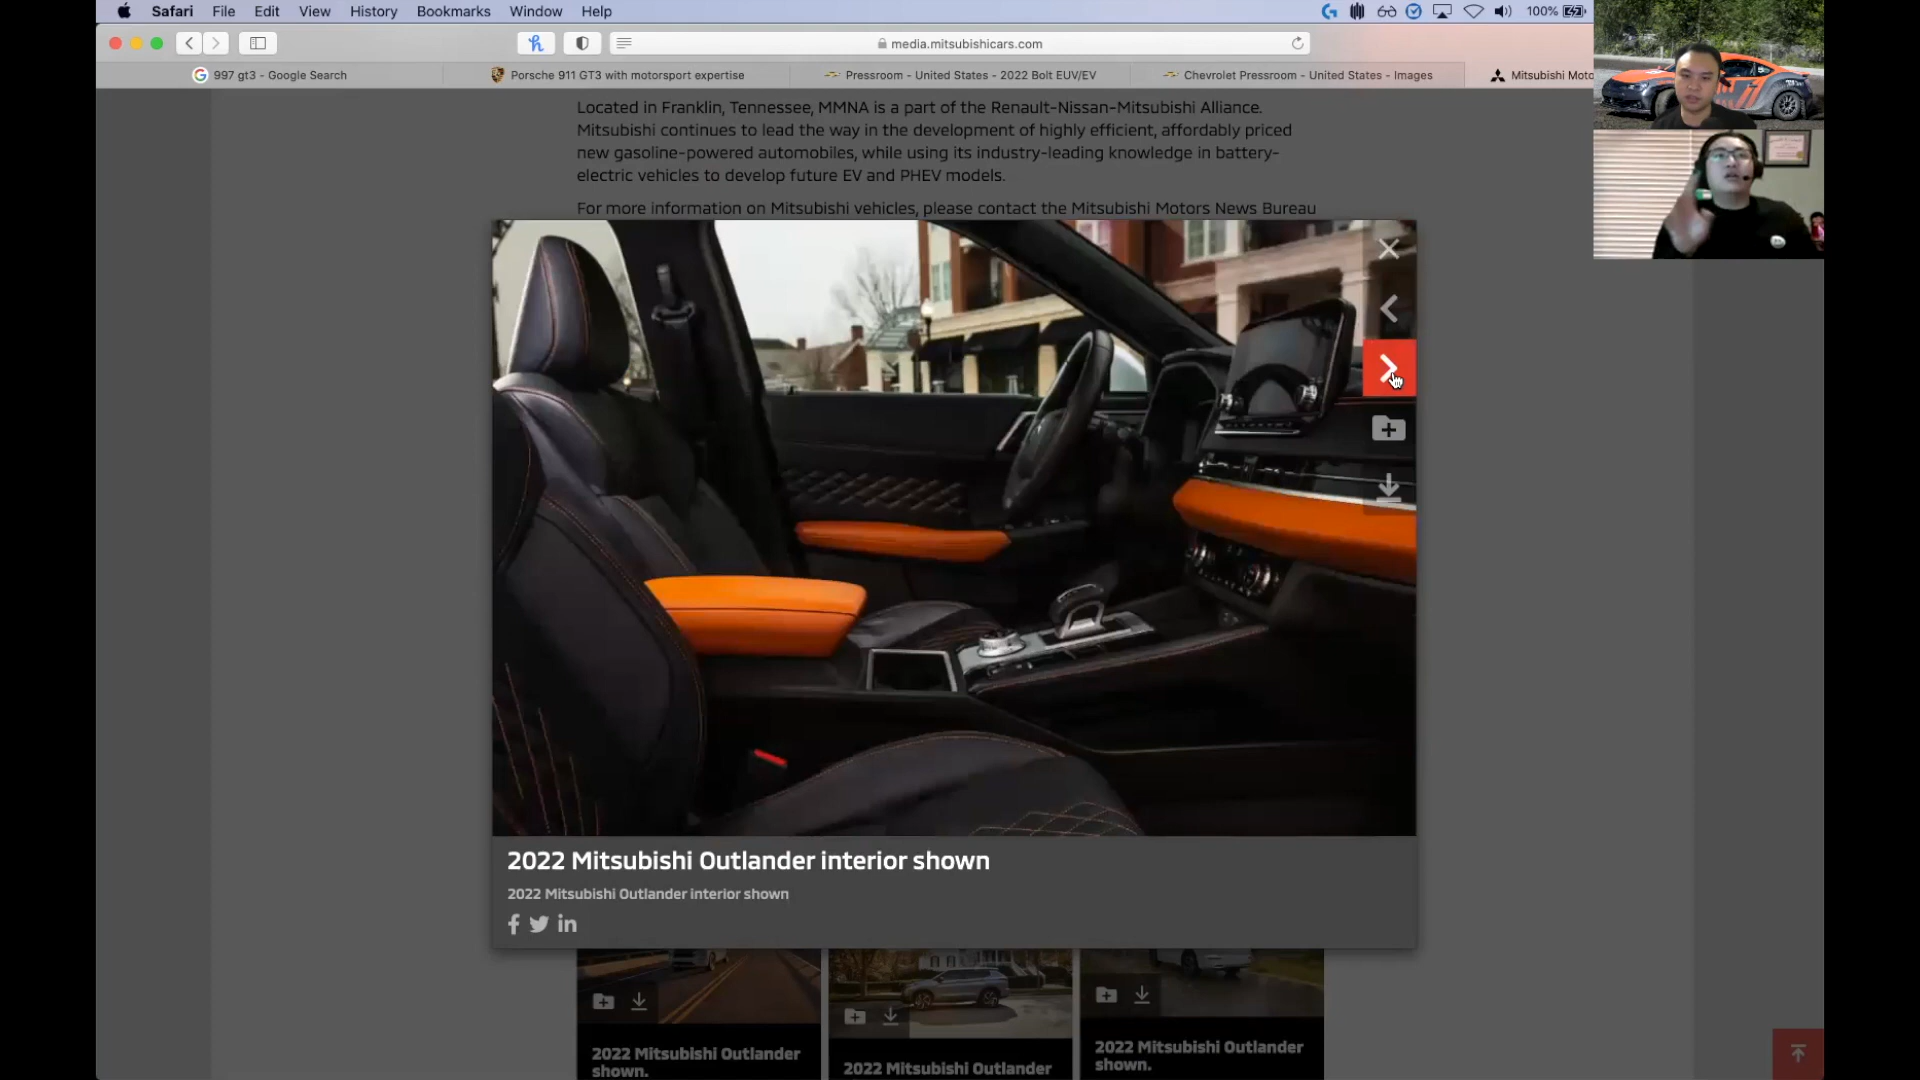 Safari File Edit View History Bookmarks Window Help 100%
media.mitsubishicars.com
997 gt3 - Google Search
Porsche 911 GT3 with motorsport expertise
Pressroom - United States - 2022 Bolt EUV/EV
Chevrolet Pressroom - United States - Images
Mitsubishi Moto
Located in Franklin, Tennessee, MMNA is a part of the Renault-Nissan-Mitsubishi Alliance.
Mitsubishi continues to lead the way in the development of highly efficient, affordably priced
new gasoline-powered automobiles, while using its industry-leading knowledge in battery-
electric vehicles to develop future EV and PHEV models.
For more information on Mitsubishi vehicles, please contact the Mitsubishi Motors News Bureau
2022 Mitsubishi Outlander interior shown
2022 Mitsubishi Outlander interior shown
2022 Mitsubishi Outlander
shown.
2022 Mitsubishi Outlander
2022 Mitsubishi Outlander
shown.